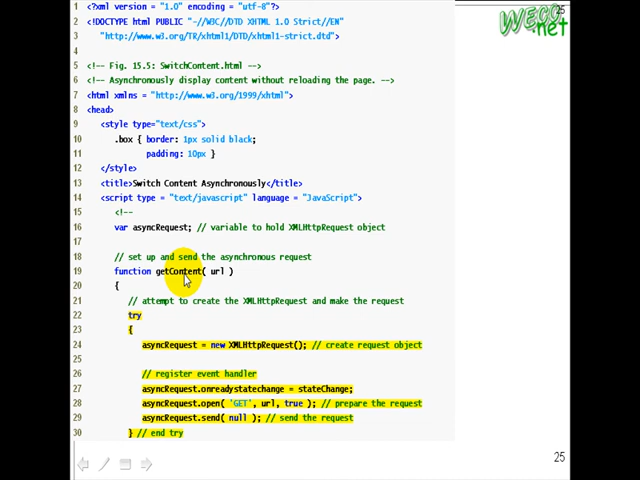 1 <?xml version = "1.0" encoding = "utf-8"?>
2 <!DOCTYPE html PUBLIC "-//W3C//DTD XHTML 1.0 Strict//EN"
3 "http://www.w3.org/TR/xhtml1/DTD/xhtml1-strict.dtd">
4
5 <!-- Fig. 15.5: SwitchContent.html -->
6 <!-- Asynchronously display content without reloading the page. -->
7 <html xmlns = "http://www.w3.org/1999/xhtml">
8 <head>
9 <style type="text/css">
10 .box { border: 1px solid black;
11 padding: 10px }
12 </style>
13 <title>Switch Content Asynchronously</title>
14 <script type = "text/javascript" language = "JavaScript">
15 <!--
16 var asyncRequest; // variable to hold XMLHttpRequest object
17
18 // set up and send the asynchronous request
19 function getContent( url )
20 {
21 // attempt to create the XMLHttpRequest and make the request
22 try
23 {
24 asyncRequest = new XMLHttpRequest(); // create request object
25
26 // register event handler
27 asyncRequest.onreadystatechange = stateChange;
28 asyncRequest.open( 'GET', url, true ); // prepare the request
29 asyncRequest.send( null ); // send the request
30 } // end try
25
WECO
.net
25